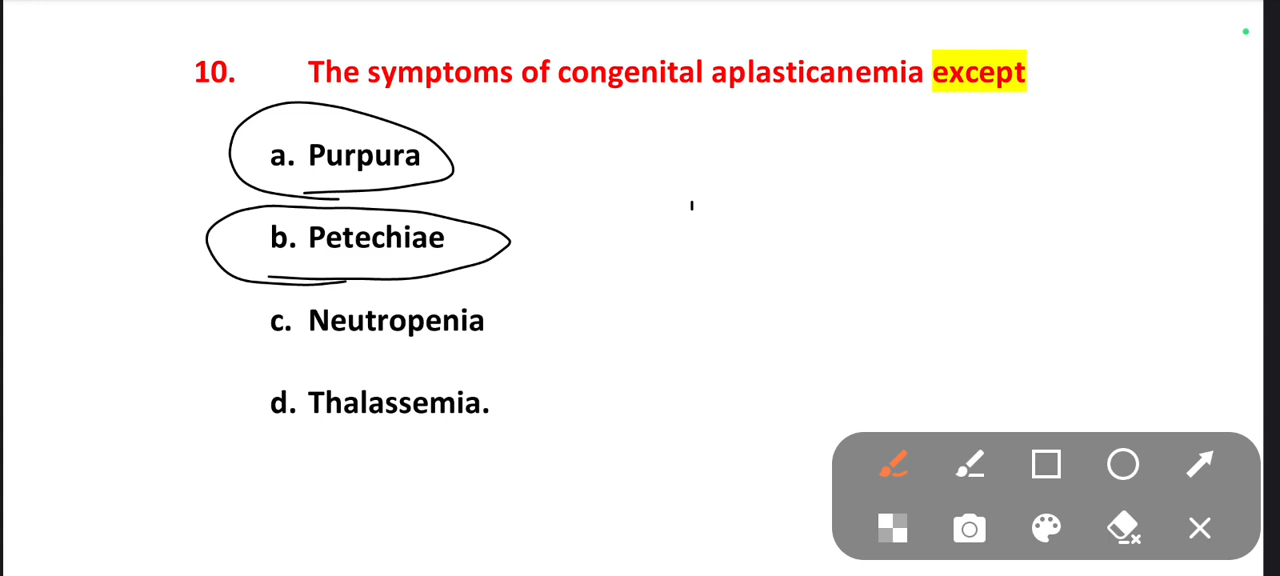 10. The symptoms of congenital aplasticanemia except
a. Purpura
b. Petechiae
c. Neutropenia
d. Thalassemia.